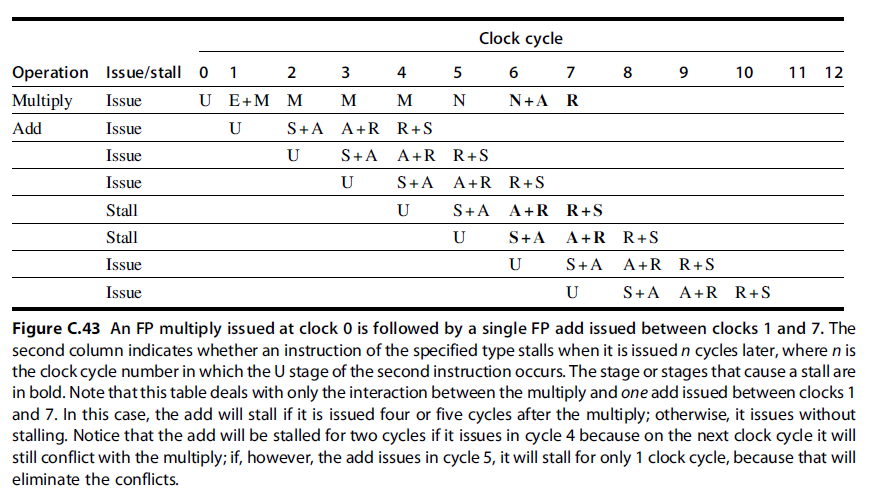 Clock cycle
Operation Issue/stall 0 1 2 3 4 5 6 7 8 9 10 11 12
Multiply Issue U E+M M M M N N+A R
Add Issue U S+A A+R R+S
Issue U S+A A+R R+S
Issue U S+A A+R R+S
Stall U S+A A+R R+S
Stall U S+A A+R R+S
Issue U S+A A+R R+S
Issue U S+A A+R R+S
Figure C.43 An FP multiply issued at clock 0 is followed by a single FP add issued between clocks 1 and 7. The
second column indicates whether an instruction of the specified type stalls when it is issued n cycles later, where n is
the clock cycle number in which the U stage of the second instruction occurs. The stage or stages that cause a stall are
in bold. Note that this table deals with only the interaction between the multiply and one add issued between clocks 1
and 7. In this case, the add will stall if it is issued four or five cycles after the multiply; otherwise, it issues without
stalling. Notice that the add will be stalled for two cycles if it issues in cycle 4 because on the next clock cycle it will
still conflict with the multiply; if, however, the add issues in cycle 5, it will stall for only 1 clock cycle, because that will
eliminate the conflicts.